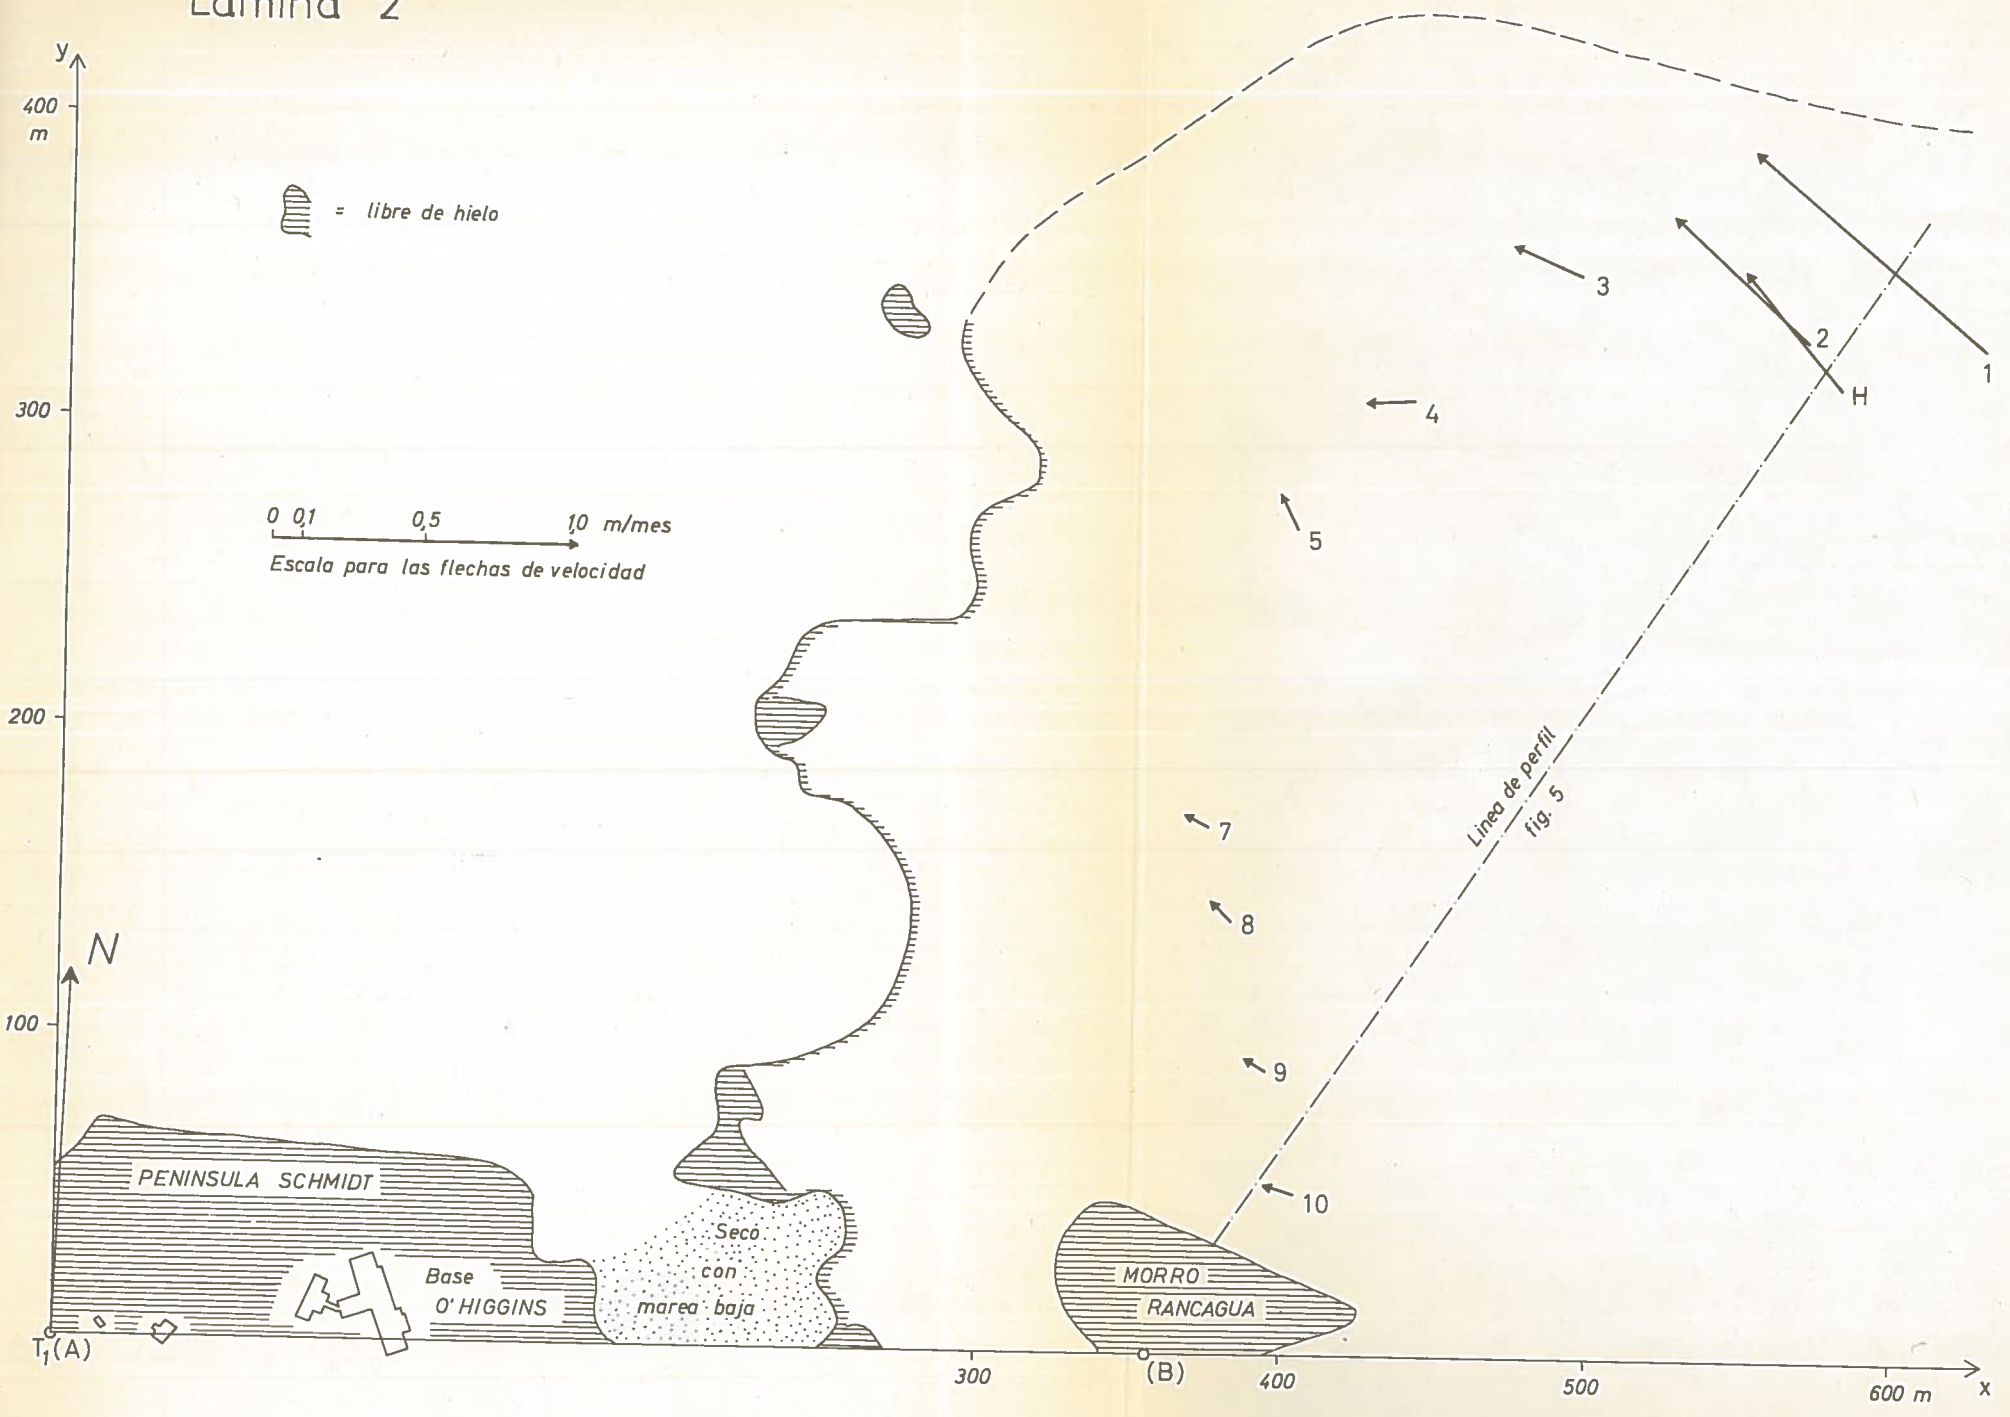 Lamina 2
y
400
m
= libre de hielo
3
2
1
H
300
4
0 0,1 0,5 1,0 m/mes
Escala para las flechas de velocidad
5
200
Linea de perfil
fig. 5
7
8
N
100
9
PENINSULA SCHMIDT
10
Seco
con
marea baja
Base
O'HIGGINS
MORRO
RANCAGUA
T1(A)
(B)
300
400
500
600 m
x